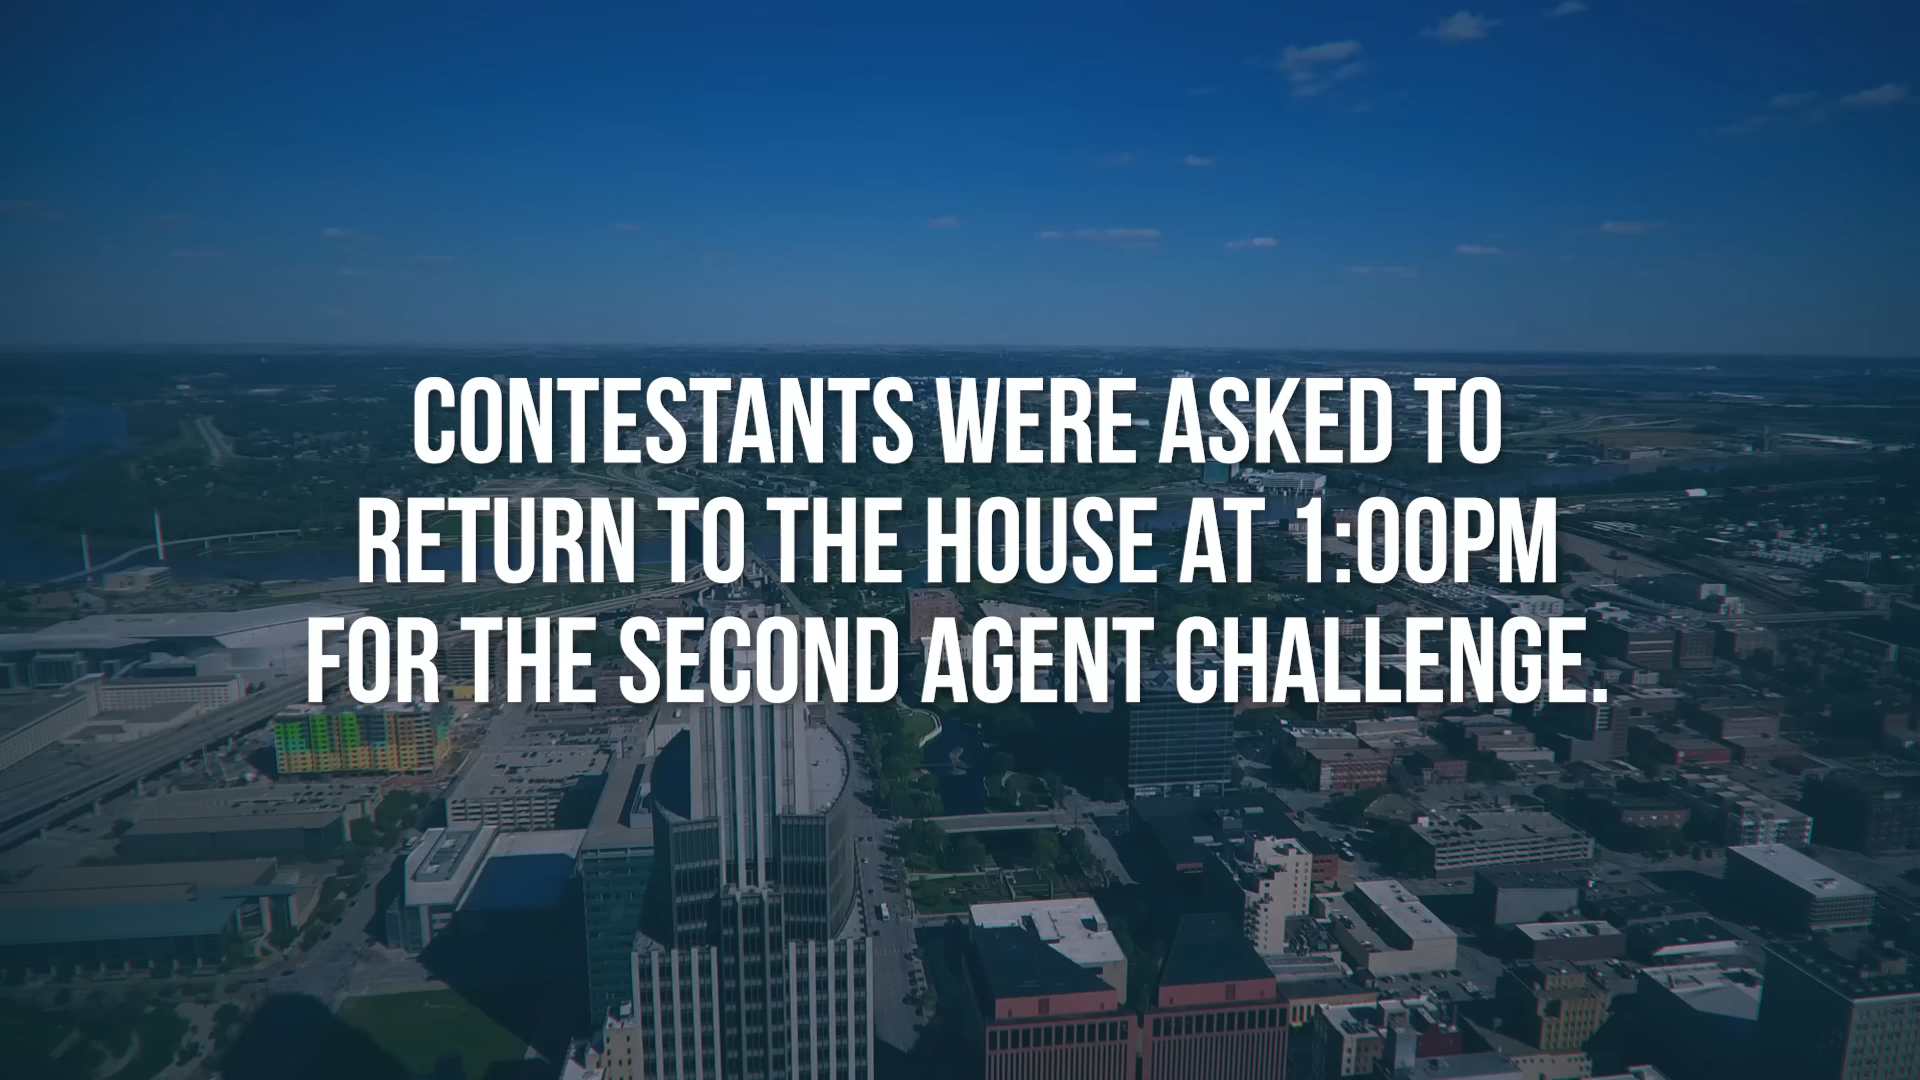 CONTESTANTS WERE ASKED TO
RETURN TO THE HOUSE AT 1:00PM
FOR THE SECOND AGENT CHALLENGE.